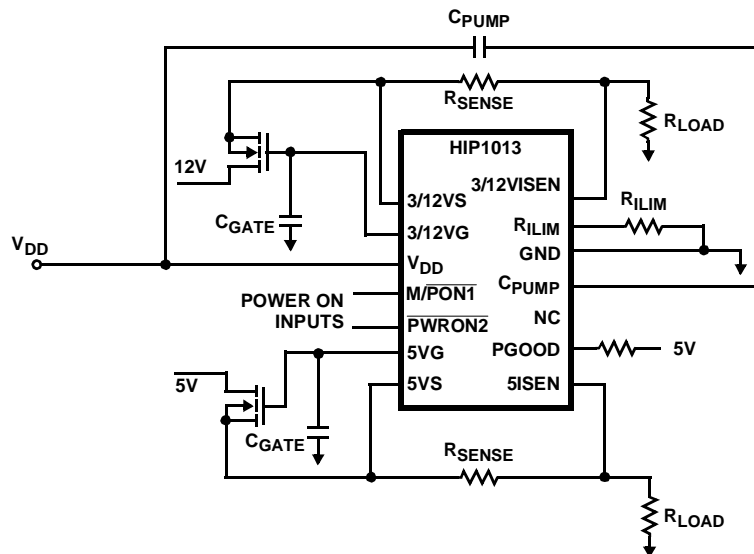 CPUMP
RSENSE
RLOAD
HIP1013
12V
3/12VS
3/12VISEN
RILIM
CGATE
3/12VG
RILIM
GND
VDD
VDD
CPUMP
POWER ON
INPUTS
M/PON1
NC
PWRON2
5VG
PGOOD
5V
5V
5VS
5ISEN
CGATE
RSENSE
RLOAD